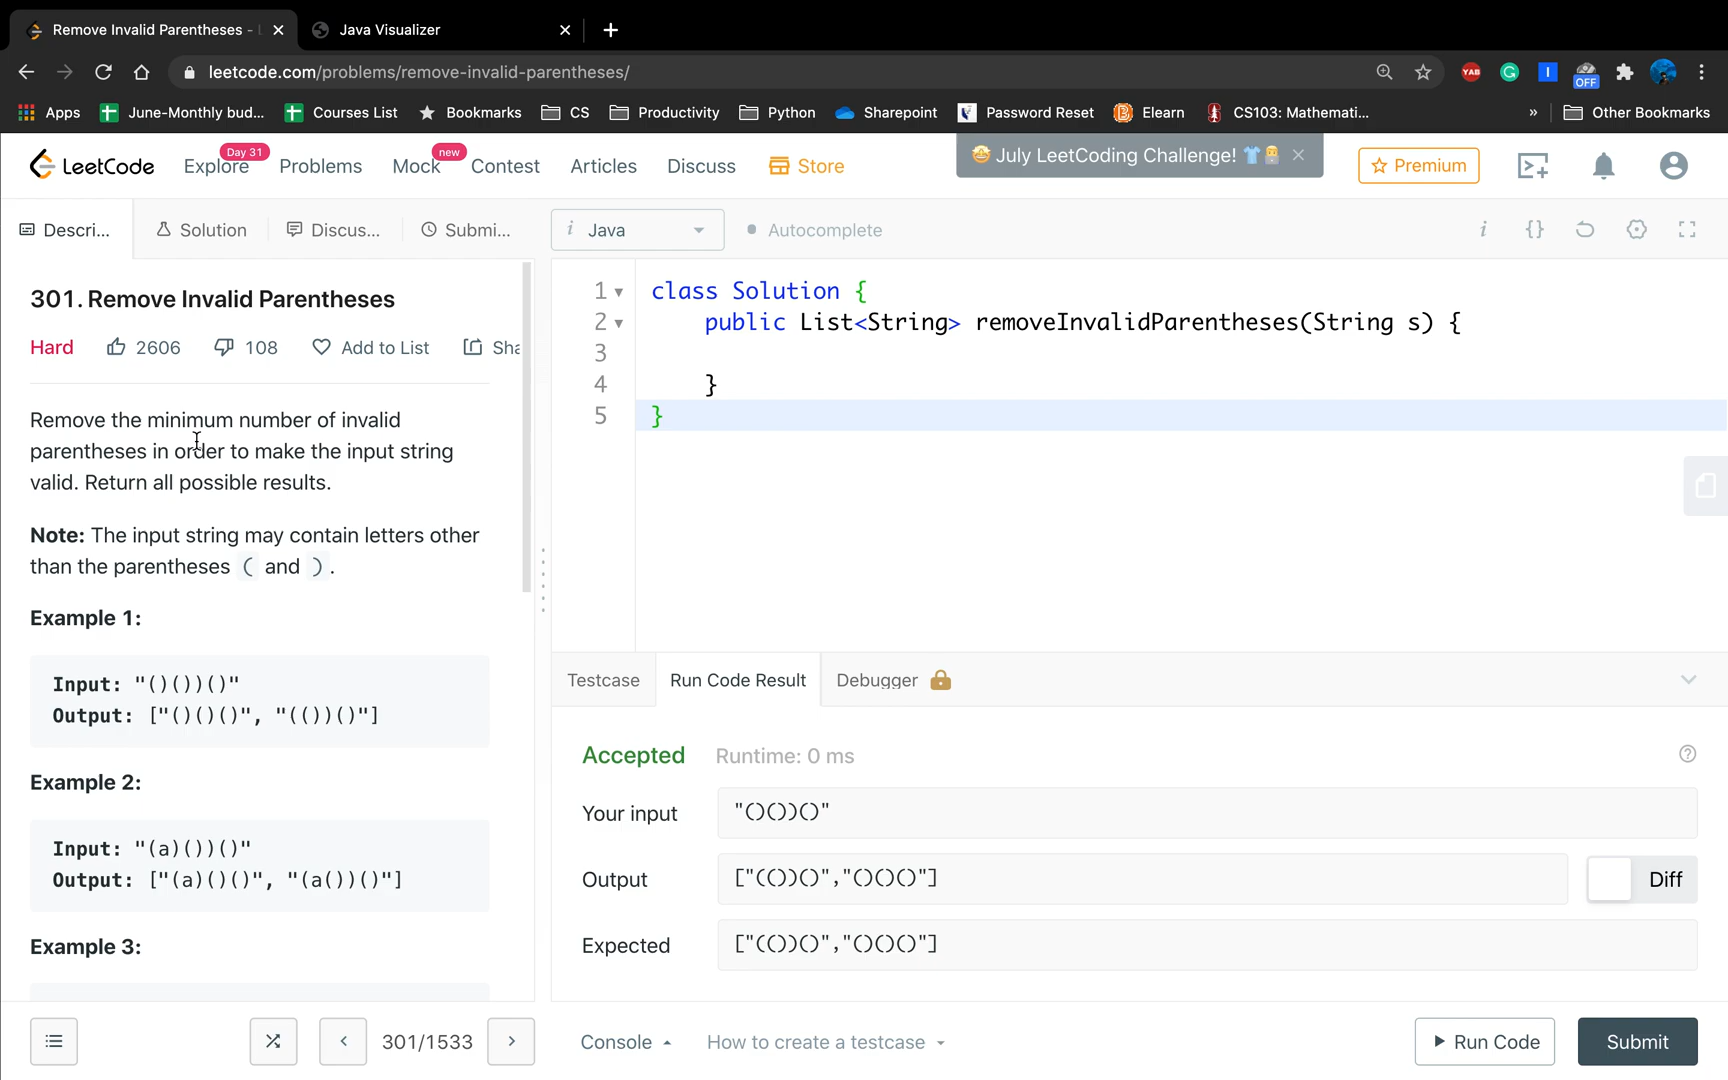 Remove Invalid Parentheses - L
Java Visualizer
leetcode.com/problems/remove-invalid-parentheses/
YAB
OFF
Apps
June-Monthly bud...
Courses List
Bookmarks
CS
Productivity
Python
Sharepoint
Password Reset
Elearn
CS103: Mathemati...
»
Other Bookmarks
LeetCode
Explore
Day 31
Problems
Mock
new
Contest
Articles
Discuss
Store
July LeetCoding Challenge!
Premium
Descri...
Solution
Discus...
Submi...
i Java
Autocomplete
i {}
301. Remove Invalid Parentheses
Hard 2606 108 Add to List Sha
Remove the minimum number of invalid
parentheses in order to make the input string
valid. Return all possible results.
Note: The input string may contain letters other
than the parentheses ( and ).
Example 1:
Input: "()())()"
Output: ["()()()", "(())()"]
Example 2:
Input: "(a)())()"
Output: ["(a)()()", "(a())()"]
Example 3:
1 class Solution {
2 public List<String> removeInvalidParentheses(String s) {
3
4 }
5 }
Testcase
Run Code Result
Debugger
Accepted Runtime: 0 ms
Your input "()())()"
Output ["(())()","()()()"]
Diff
Expected ["(())()","()()()"]
301/1533
Console
How to create a testcase
Run Code
Submit